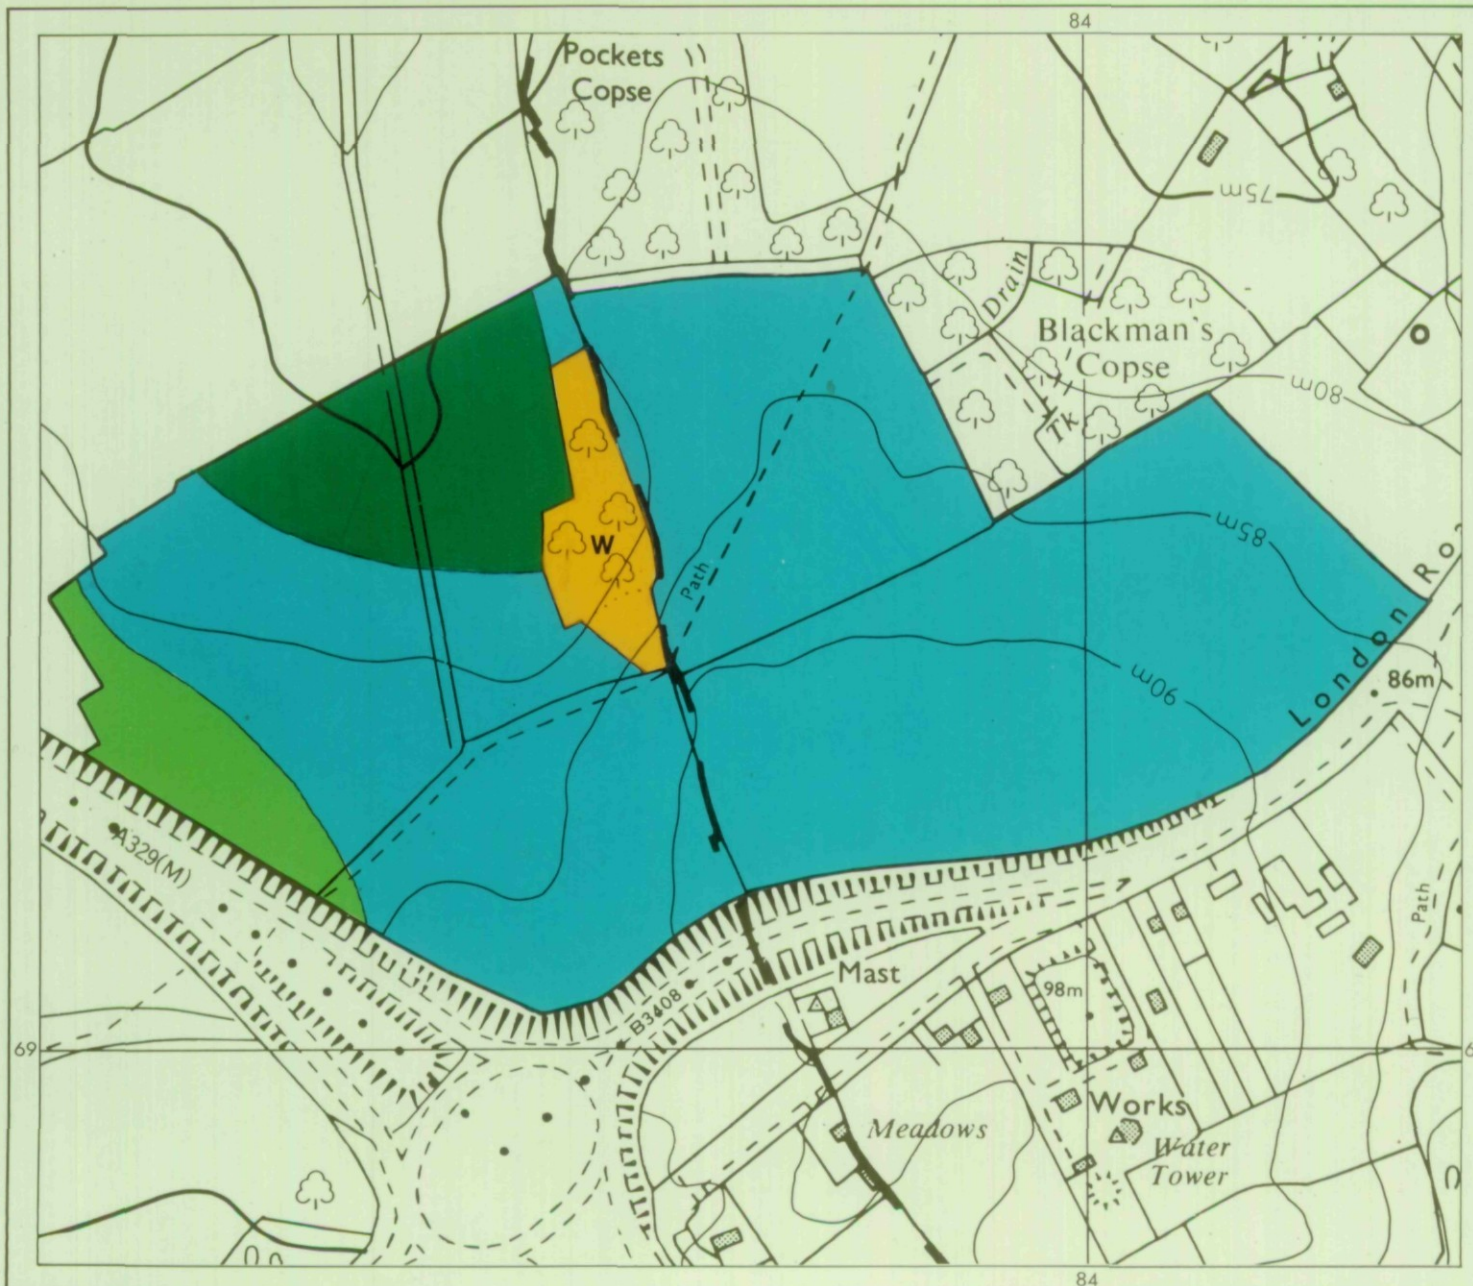 84
Pockets
Copse
75m
Drain
Blackman's
Copse
80m
Tk
W
Path
85m
London Ro
90m
86m
A329(M)
Path
Mast
B3408
98m
69
6
Works
Meadows
Water
Tower
84